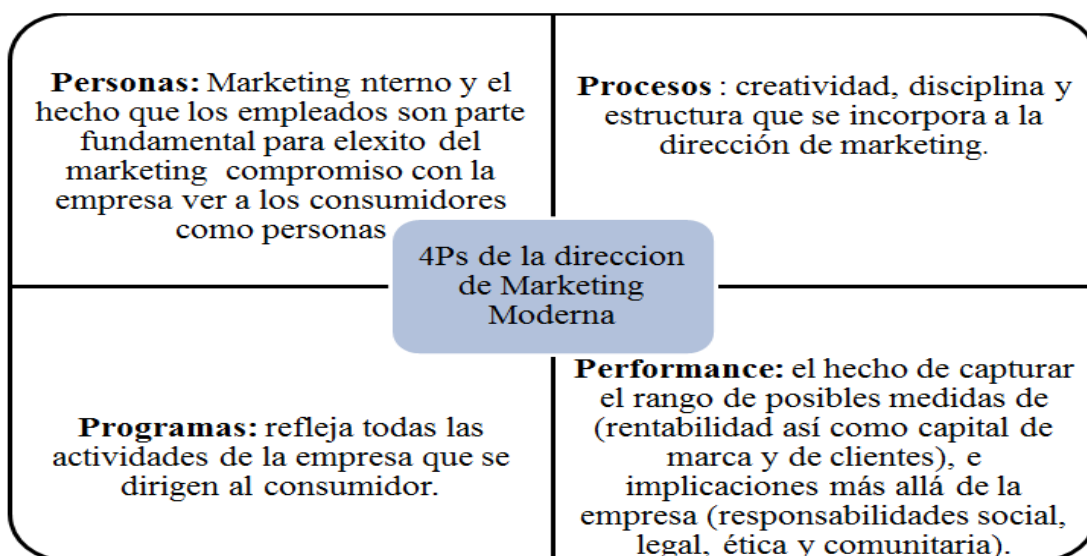 Personas: Marketing nterno y el
hecho que los empleados son parte
fundamental para elexito del
marketing compromiso con la
empresa ver a los consumidores
como personas
Procesos : creatividad, disciplina y
estructura que se incorpora a la
dirección de marketing.
4Ps de la direccion
de Marketing
Moderna
Programas: refleja todas las
actividades de la empresa que se
dirigen al consumidor.
Performance: el hecho de capturar
el rango de posibles medidas de
(rentabilidad así como capital de
marca y de clientes), e
implicaciones más allá de la
empresa (responsabilidades social,
legal, ética y comunitaria).